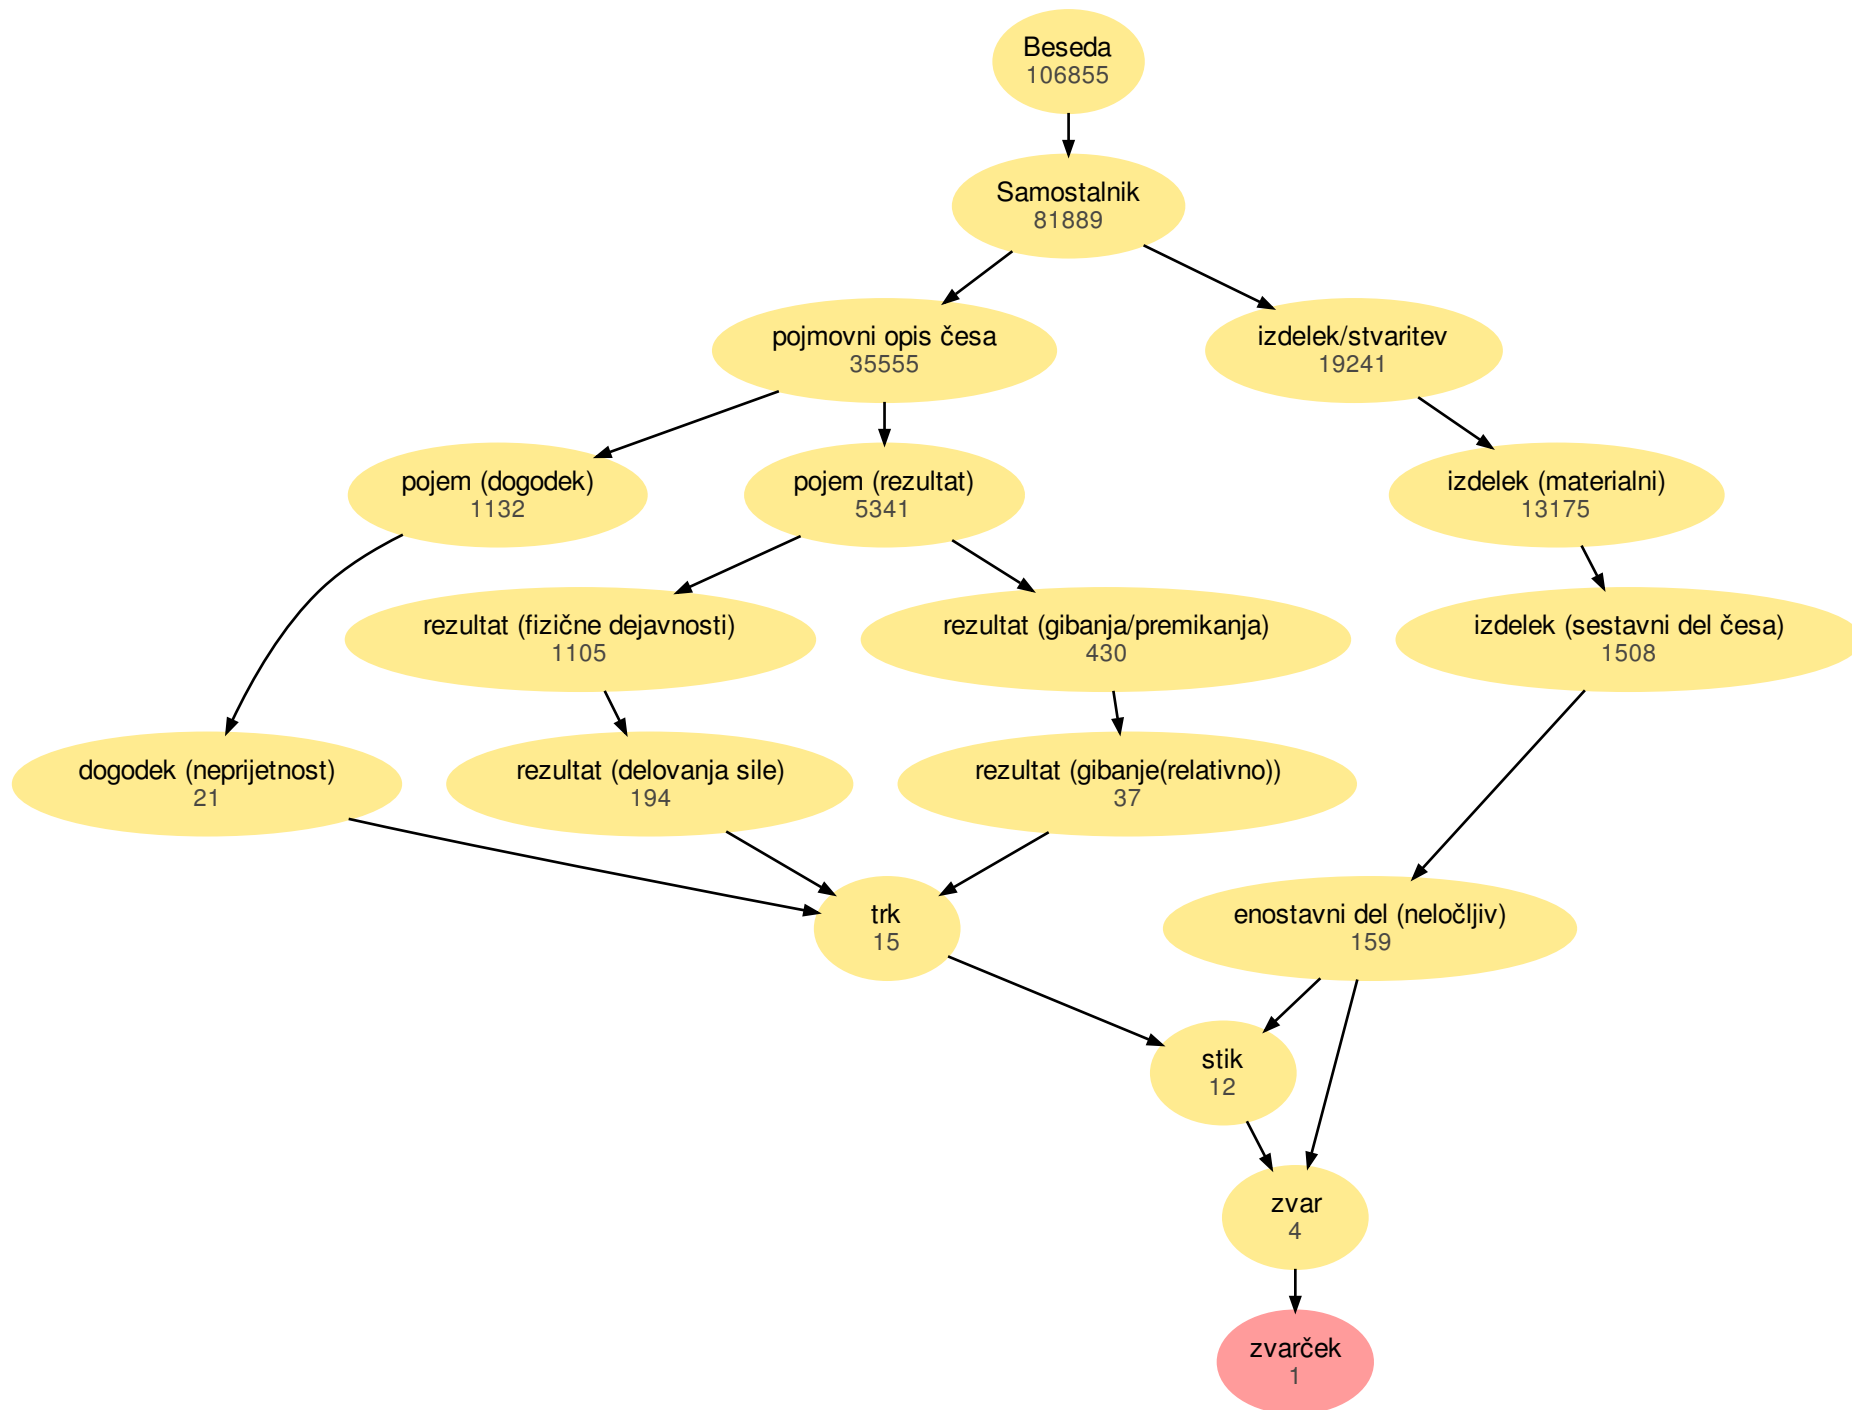 Beseda
106855
Samostalnik
81889
pojmovni opis česa
35555
izdelek/stvaritev
19241
pojem (dogodek)
1132
pojem (rezultat)
5341
izdelek (materialni)
13175
rezultat (fizične dejavnosti)
1105
rezultat (gibanja/premikanja)
430
izdelek (sestavni del česa)
1508
dogodek (neprijetnost)
21
rezultat (delovanja sile)
194
rezultat (gibanje(relativno))
37
trk
15
enostavni del (neločljiv)
159
stik
12
zvar
4
zvarček
1